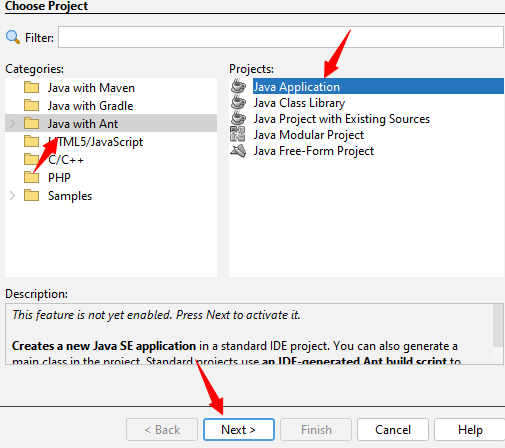 Choose Project
Filter:
Categories:
Java with Maven
Java with Gradle
Java with Ant
HTML5/JavaScript
C/C++
PHP
Samples
Projects:
Java Application
Java Class Library
Java Project with Existing Sources
Java Modular Project
Java Free-Form Project
Description:
This feature is not yet enabled. Press Next to activate it.
Creates a new Java SE application in a standard IDE project. You can also generate a
main class in the project. Standard projects use an IDE-generated Ant build script to
< Back
Next >
Finish
Cancel
Help